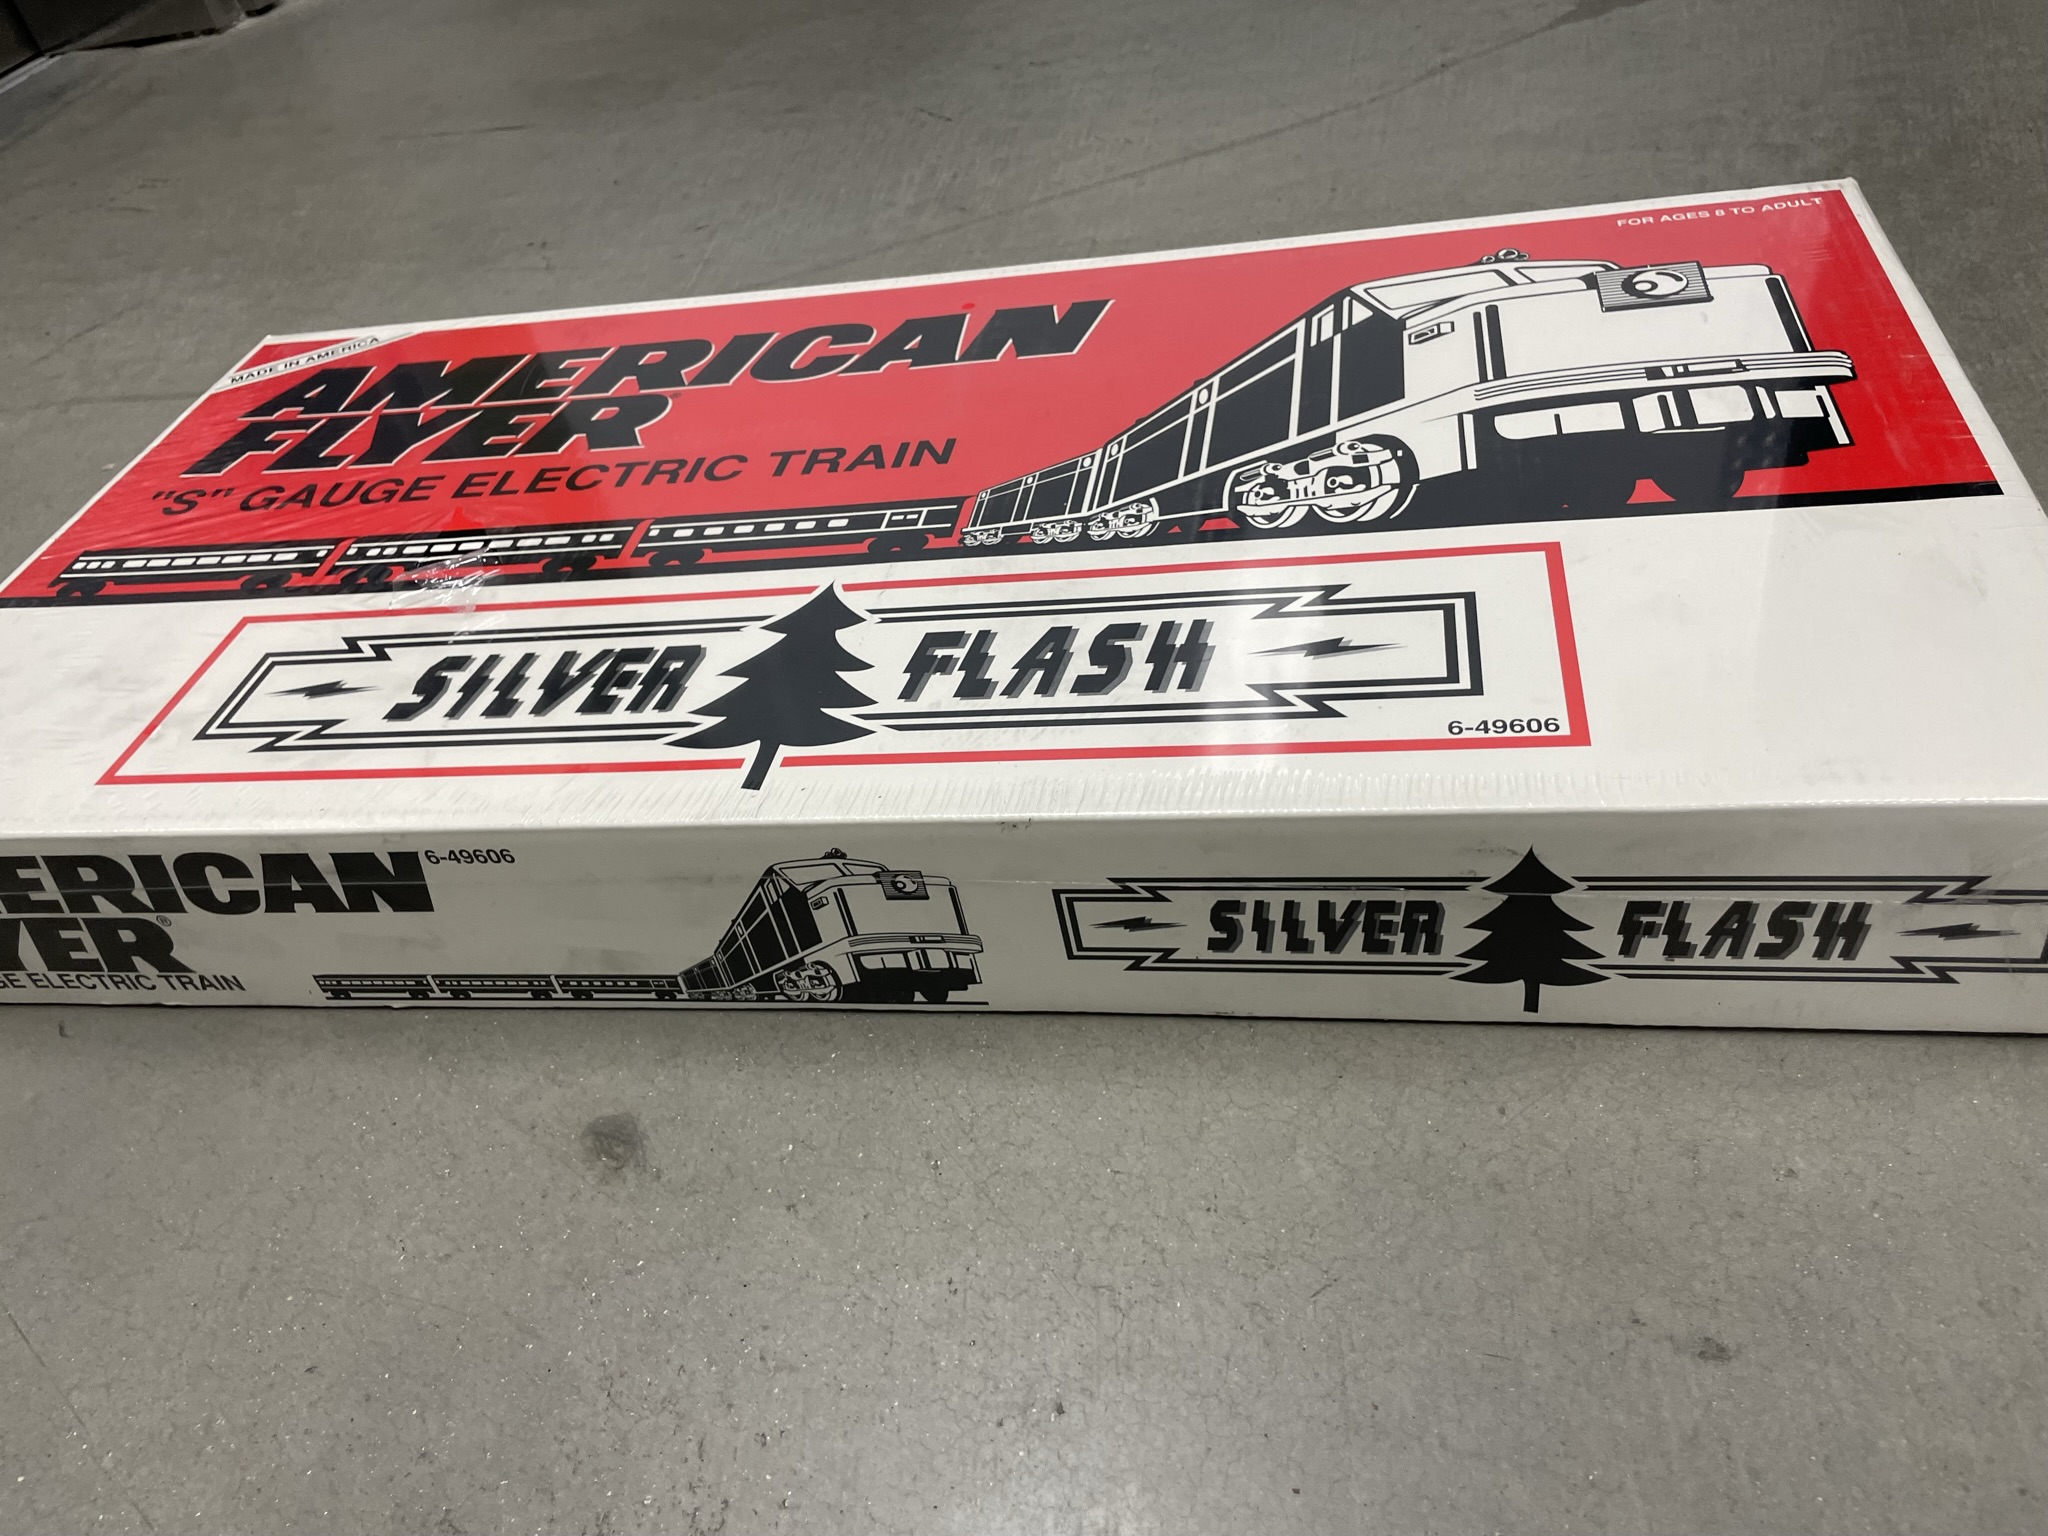 FOR AGES 8 TO ADULT
MADE IN AMERICA
AMERICAN
FLYER®
"S" GAUGE ELECTRIC TRAIN
SILVER FLASH
6-49606
ERICAN 6-49606
YER®
GE ELECTRIC TRAIN
SILVER FLASH